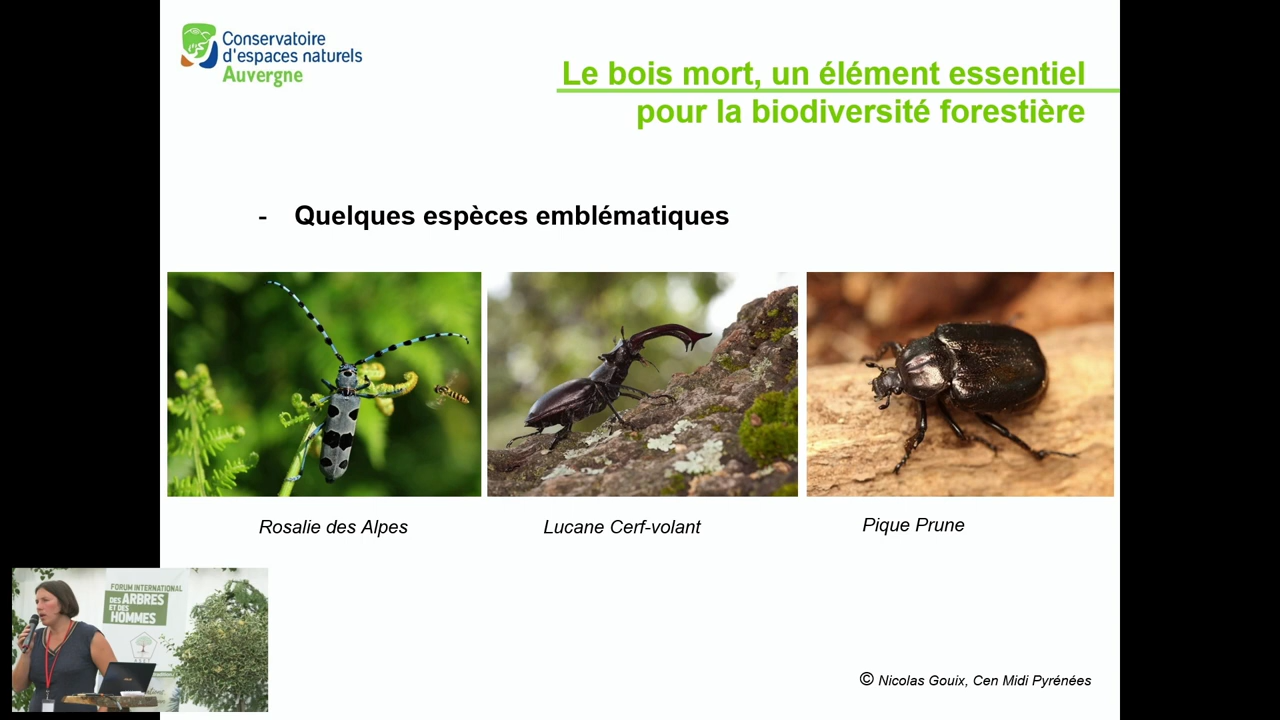 Conservatoire
d'espaces naturels
Auvergne
Le bois mort, un élément essentiel
pour la biodiversité forestière
- Quelques espèces emblématiques
Rosalie des Alpes
Lucane Cerf-volant
Pique Prune
FORUM INTERNATIONAL
DES ARBRES
ET DES
HOMMES
© Nicolas Gouix, Cen Midi Pyrénées